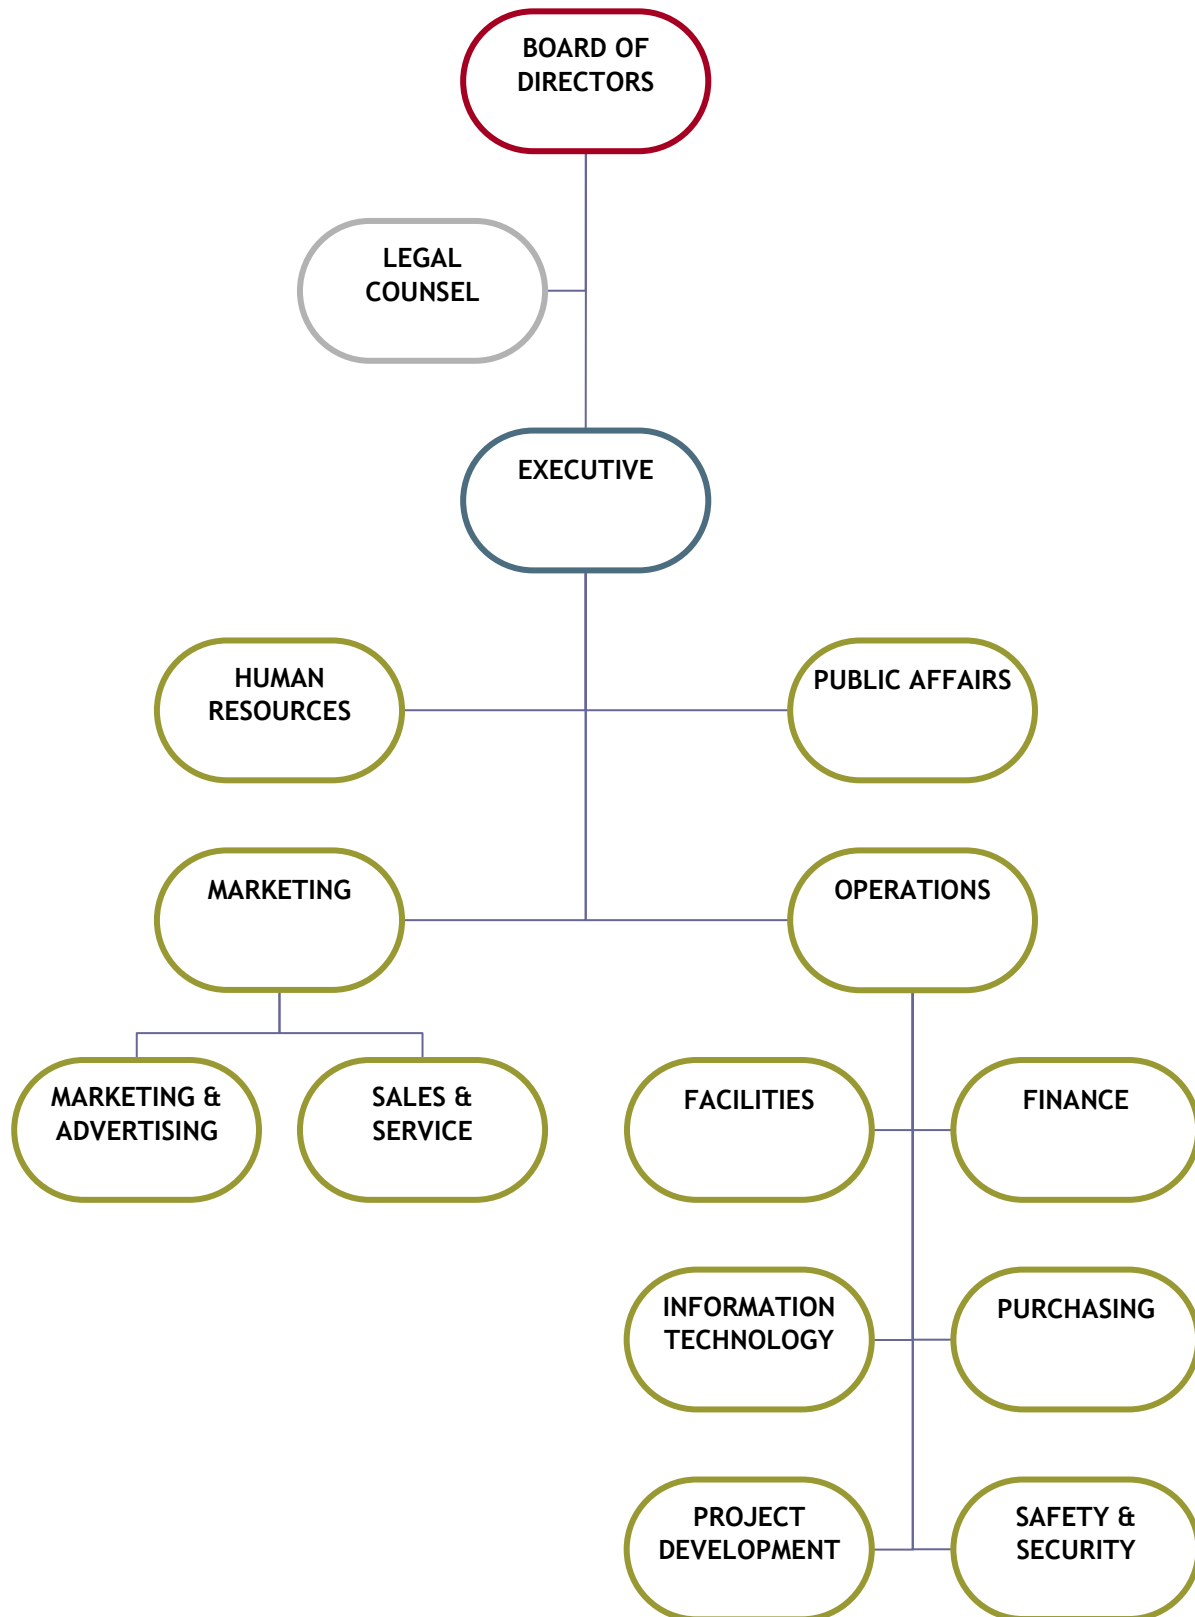 BOARD OF
DIRECTORS
LEGAL
COUNSEL
EXECUTIVE
HUMAN
RESOURCES
PUBLIC AFFAIRS
MARKETING
OPERATIONS
MARKETING &
ADVERTISING
SALES &
SERVICE
FACILITIES
FINANCE
INFORMATION
TECHNOLOGY
PURCHASING
PROJECT
DEVELOPMENT
SAFETY &
SECURITY